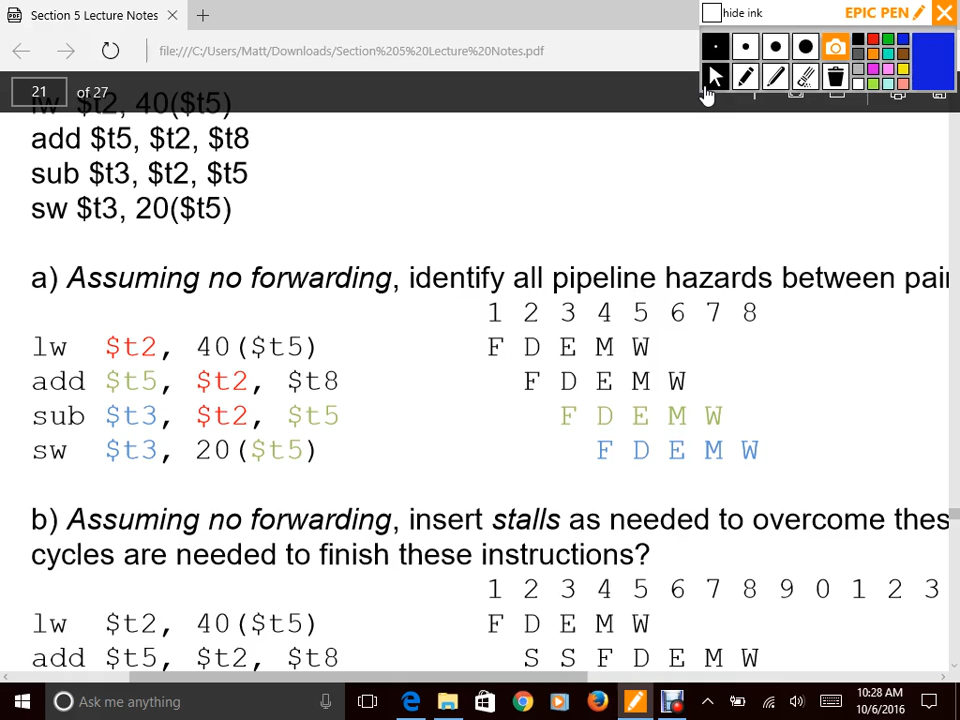 Section 5 Lecture Notes
hide ink
EPIC PEN
file:///C:/Users/Matt/Downloads/Section%205%20Lecture%20Notes.pdf
21 of 27
lw $t2, 40($t5)
add $t5, $t2, $t8
sub $t3, $t2, $t5
sw $t3, 20($t5)
a) Assuming no forwarding, identify all pipeline hazards between pair
1 2 3 4 5 6 7 8
lw $t2, 40($t5) F D E M W
add $t5, $t2, $t8 F D E M W
sub $t3, $t2, $t5 F D E M W
sw $t3, 20($t5) F D E M W
b) Assuming no forwarding, insert stalls as needed to overcome thes
cycles are needed to finish these instructions?
1 2 3 4 5 6 7 8 9 0 1 2 3
lw $t2, 40($t5) F D E M W
add $t5, $t2, $t8 S S F D E M W
Ask me anything
10:28 AM
10/6/2016